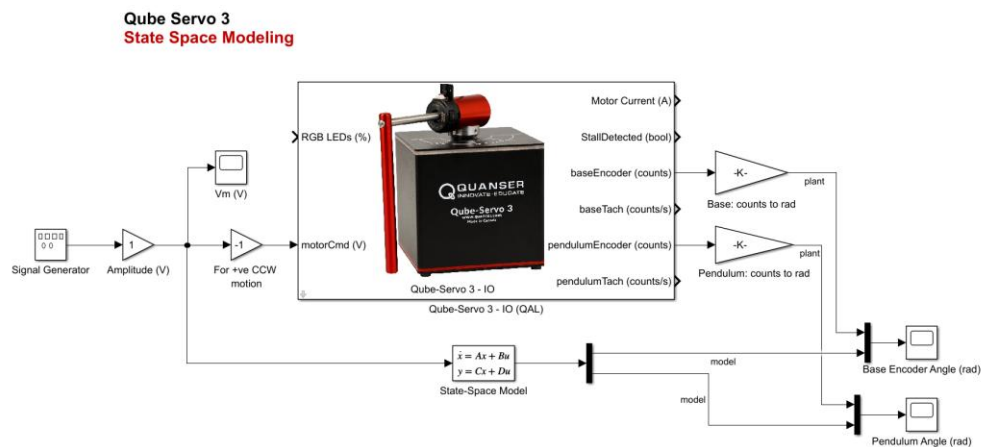 Qube Servo 3
State Space Modeling
RGB LEDs (%)
motorCmd (V)
QUANSER
INNOVATE·EDUCATE
Qube-Servo 3
Qube-Servo 3 - IO
Motor Current (A)
StallDetected (bool)
baseEncoder (counts)
baseTach (counts/s)
pendulumEncoder (counts)
pendulumTach (counts/s)
Qube-Servo 3 - IO (QAL)
Vm (V)
Signal Generator
1
Amplitude (V)
-1
For +ve CCW
motion
-K-
plant
Base: counts to rad
-K-
plant
Pendulum: counts to rad
ẋ = Ax + Bu
y = Cx + Du
State-Space Model
model
model
Base Encoder Angle (rad)
Pendulum Angle (rad)